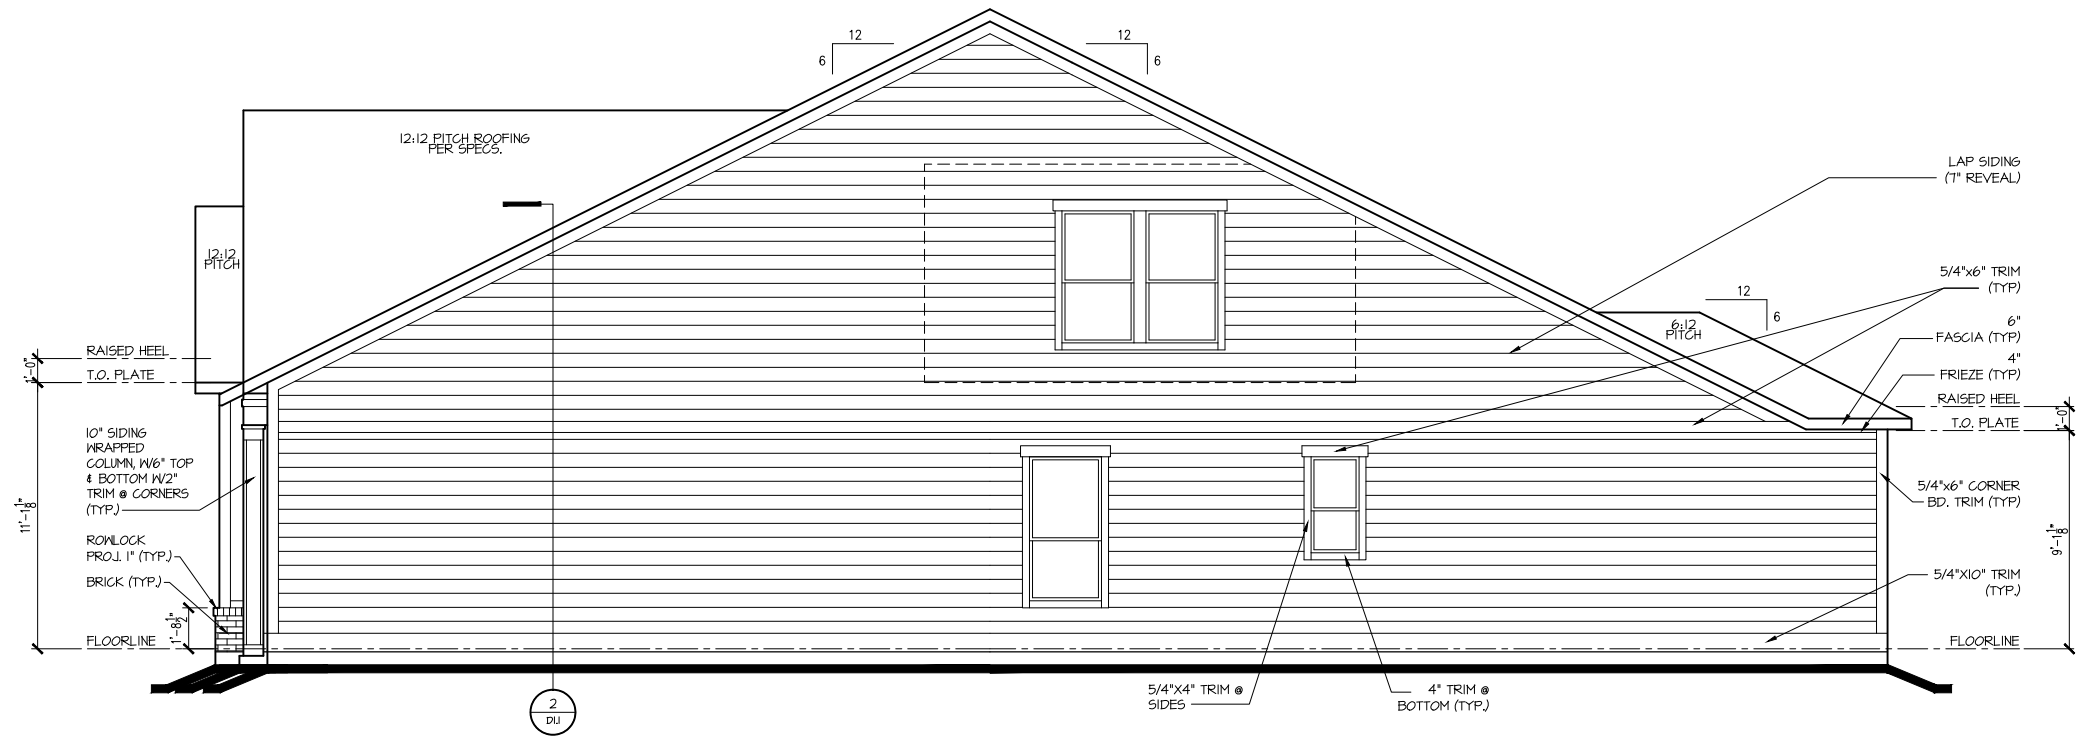 12
6
12
6
12:12 PITCH ROOFING
PER SPECS.
12:12
PITCH
LAP SIDING
(7" REVEAL)
5/4"x6" TRIM
(TYP)
12
6
6:12
PITCH
6"
FASCIA (TYP)
4"
FRIEZE (TYP)
RAISED HEEL
T.O. PLATE
1'-0"
RAISED HEEL
T.O. PLATE
1'-0"
10" SIDING
WRAPPED
COLUMN, W/6" TOP
& BOTTOM W/2"
TRIM @ CORNERS
(TYP.)
11'-1 1/8"
ROWLOCK
PROJ. 1" (TYP.)
BRICK (TYP.)
1'-8 1/2"
FLOORLINE
5/4"x6" CORNER
BD. TRIM (TYP)
9'-1 1/8"
5/4"X10" TRIM
(TYP.)
FLOORLINE
5/4"X4" TRIM @
SIDES
4" TRIM @
BOTTOM (TYP.)
2
D1.1